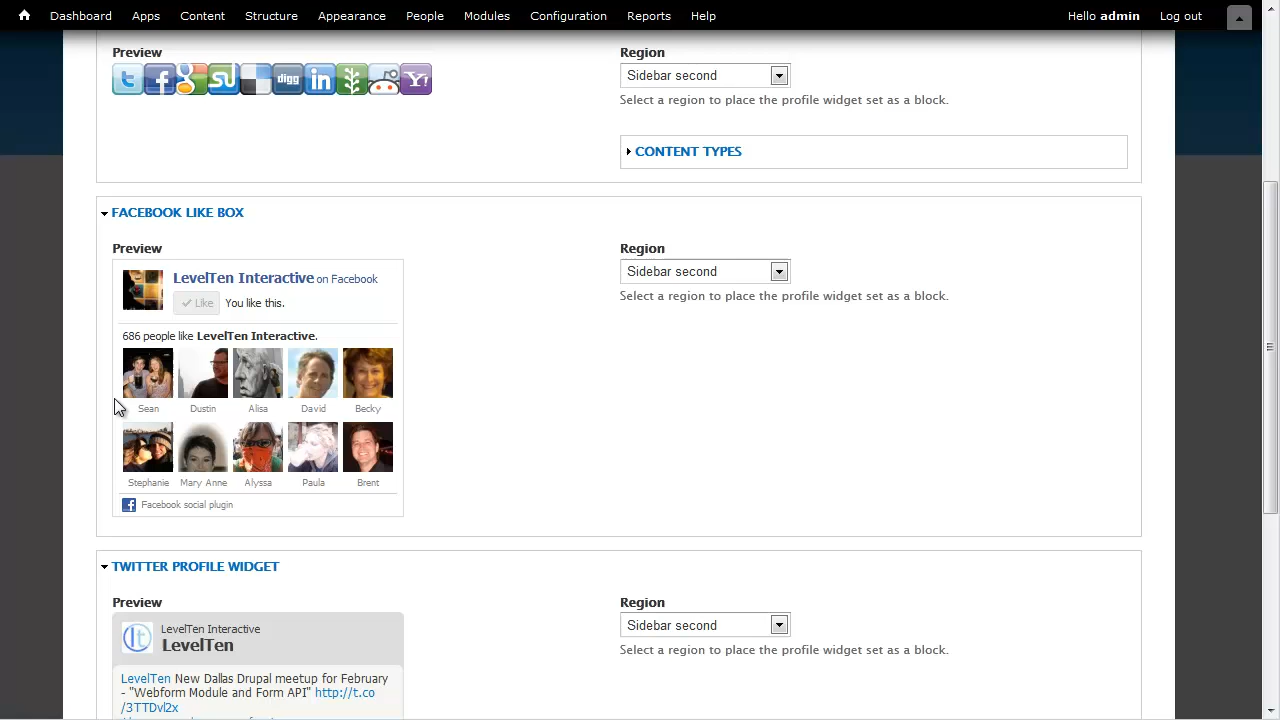 Dashboard Apps Content Structure Appearance People Modules Configuration Reports Help Hello admin Log out
Preview
Region
digg in Y!
Sidebar second
Select a region to place the profile widget set as a block.
CONTENT TYPES
FACEBOOK LIKE BOX
Preview
Region
LevelTen Interactive on Facebook
Sidebar second
Like You like this.
Select a region to place the profile widget set as a block.
686 people like LevelTen Interactive.
Sean Dustin Alisa David Becky
Stephanie Mary Anne Alyssa Paula Brent
Facebook social plugin
TWITTER PROFILE WIDGET
Preview
Region
LevelTen Interactive
LevelTen
Sidebar second
Select a region to place the profile widget set as a block.
LevelTen New Dallas Drupal meetup for February
- "Webform Module and Form API" http://t.co
/3TTDvl2x